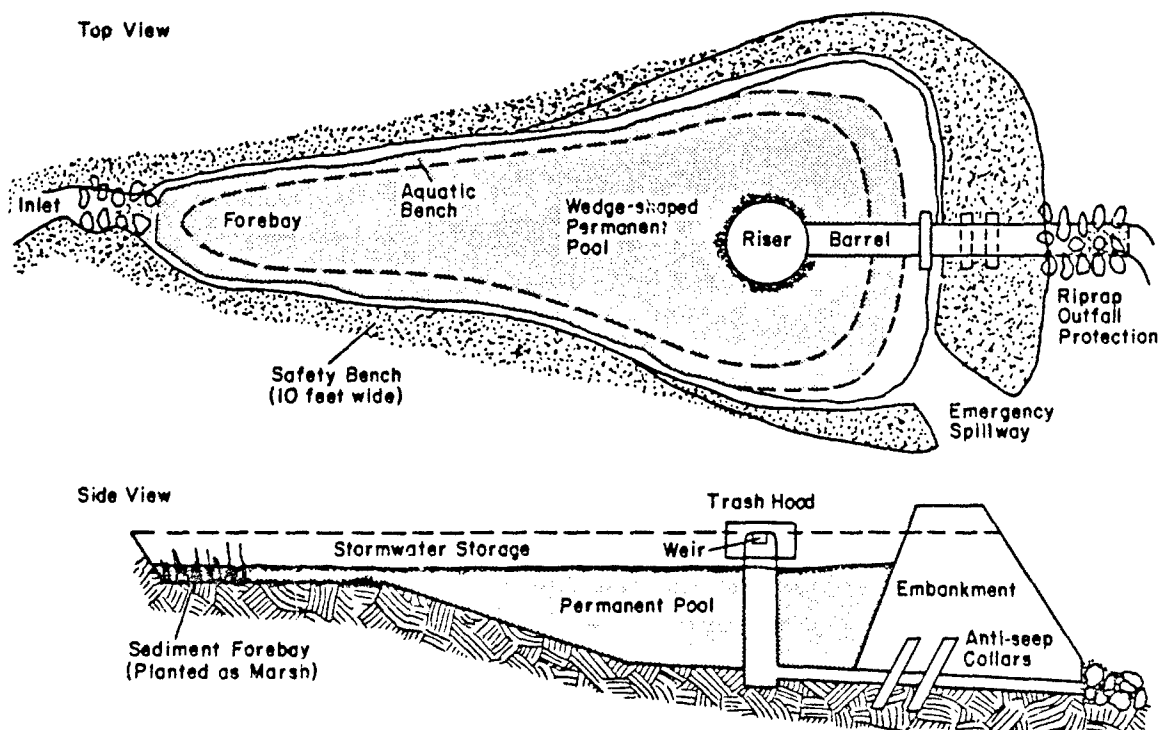 Top View
Inlet
Forebay
Aquatic
Bench
Wedge-shaped
Permanent
Pool
Riser
Barrel
Riprap
Outfall
Protection
Safety Bench
(10 feet wide)
Emergency
Spillway
Side View
Trash Hood
Stormwater Storage
Weir
Permanent Pool
Embankment
Sediment Forebay
(Planted as Marsh)
Anti-seep
Collars